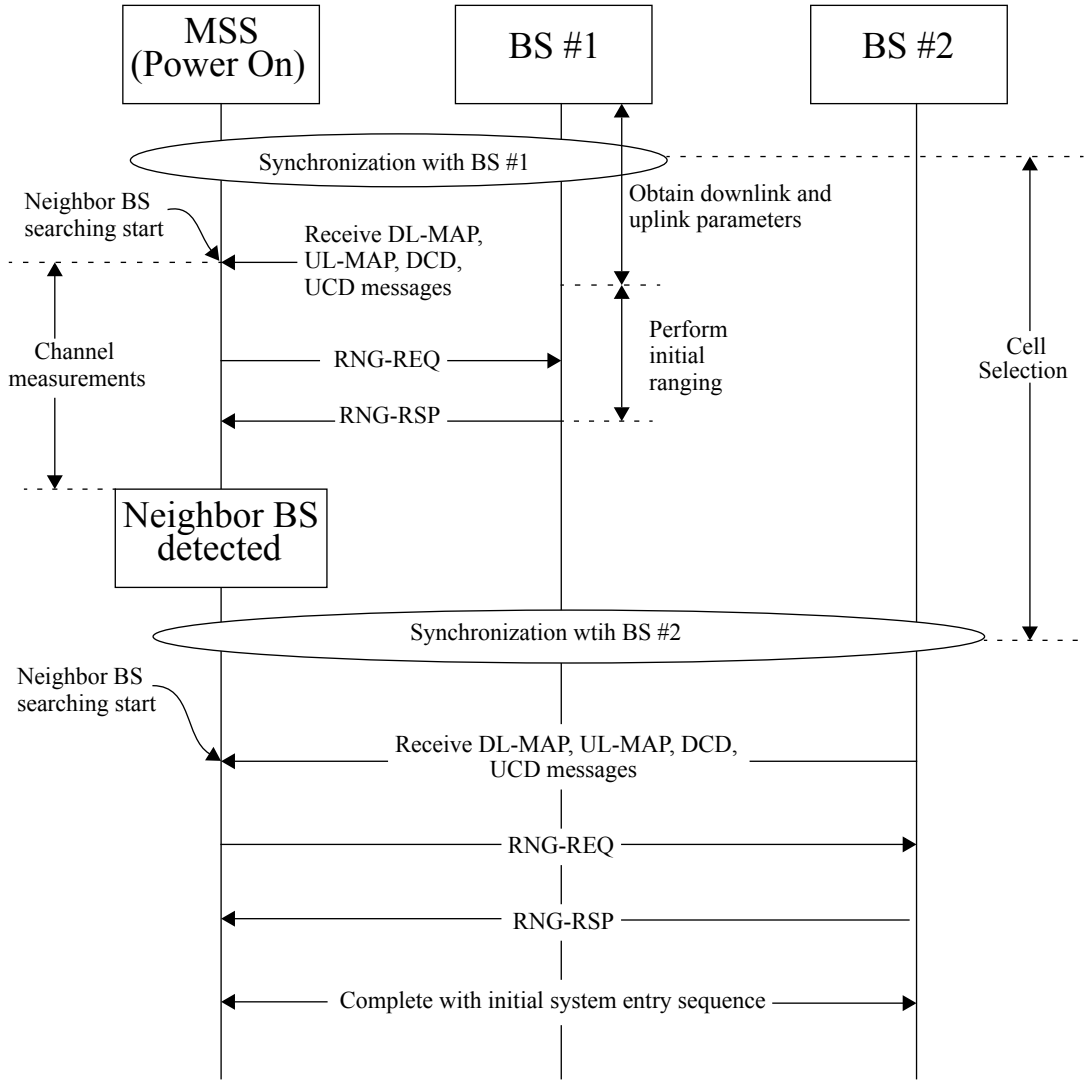 MSS
(Power On)
BS #1
BS #2
Synchronization with BS #1
Obtain downlink and
uplink parameters
Neighbor BS
searching start
Receive DL-MAP,
UL-MAP, DCD,
UCD messages
Perform
initial
ranging
Channel
measurements
RNG-REQ
Cell
Selection
RNG-RSP
Neighbor BS
detected
Synchronization wtih BS #2
Neighbor BS
searching start
Receive DL-MAP, UL-MAP, DCD,
UCD messages
RNG-REQ
RNG-RSP
Complete with initial system entry sequence